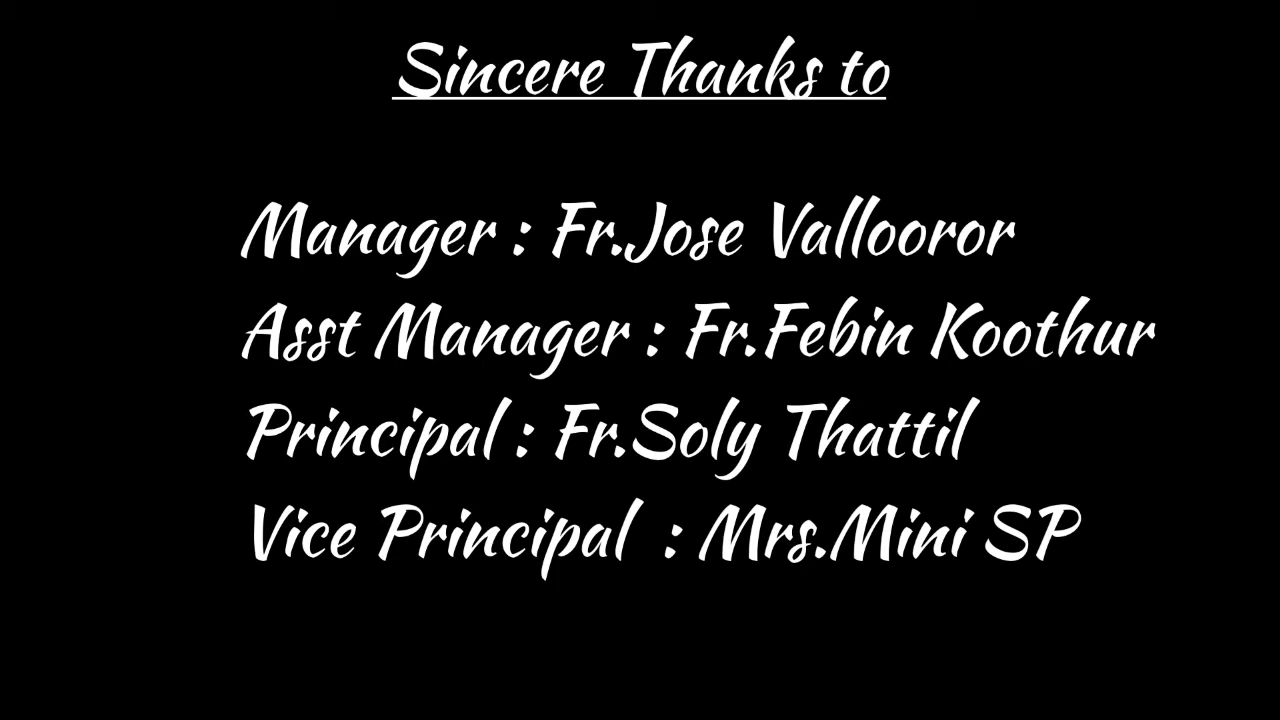 Sincere Thanks to
Manager : Fr.Jose Vallooror
Asst Manager : Fr.Febin Koothur
Principal : Fr.Soly Thattil
Vice Principal : Mrs.Mini SP